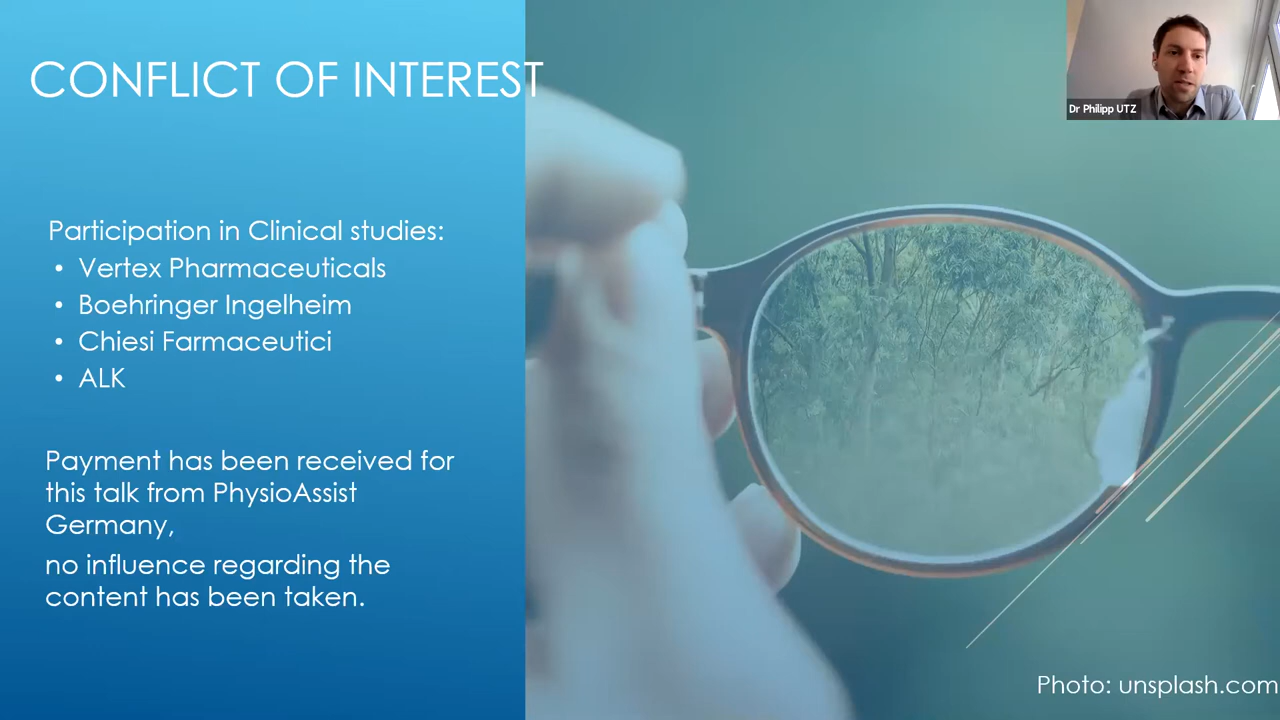 CONFLICT OF INTEREST
Dr Philipp UTZ
Participation in Clinical studies:
• Vertex Pharmaceuticals
• Boehringer Ingelheim
• Chiesi Farmaceutici
• ALK
Payment has been received for
this talk from PhysioAssist
Germany,
no influence regarding the
content has been taken.
Photo: unsplash.com